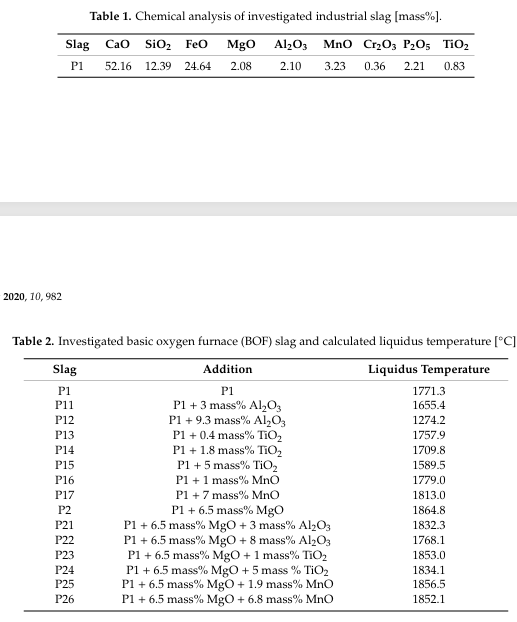 Table 1. Chemical analysis of investigated industrial slag [mass%].
Slag CaO SiO₂ FeO MgO Al₂O₃ MnO Cr₂O₃ P₂O₅ TiO₂
P1 52.16 12.39 24.64 2.08 2.10 3.23 0.36 2.21 0.83
2020, 10, 982
Table 2. Investigated basic oxygen furnace (BOF) slag and calculated liquidus temperature [°C]
Slag Addition Liquidus Temperature
P1 P1 1771.3
P11 P1 + 3 mass% Al₂O₃ 1655.4
P12 P1 + 9.3 mass% Al₂O₃ 1274.2
P13 P1 + 0.4 mass% TiO₂ 1757.9
P14 P1 + 1.8 mass% TiO₂ 1709.8
P15 P1 + 5 mass% TiO₂ 1589.5
P16 P1 + 1 mass% MnO 1779.0
P17 P1 + 7 mass% MnO 1813.0
P2 P1 + 6.5 mass% MgO 1864.8
P21 P1 + 6.5 mass% MgO + 3 mass% Al₂O₃ 1832.3
P22 P1 + 6.5 mass% MgO + 8 mass% Al₂O₃ 1768.1
P23 P1 + 6.5 mass% MgO + 1 mass% TiO₂ 1853.0
P24 P1 + 6.5 mass% MgO + 5 mass % TiO₂ 1834.1
P25 P1 + 6.5 mass% MgO + 1.9 mass% MnO 1856.5
P26 P1 + 6.5 mass% MgO + 6.8 mass% MnO 1852.1